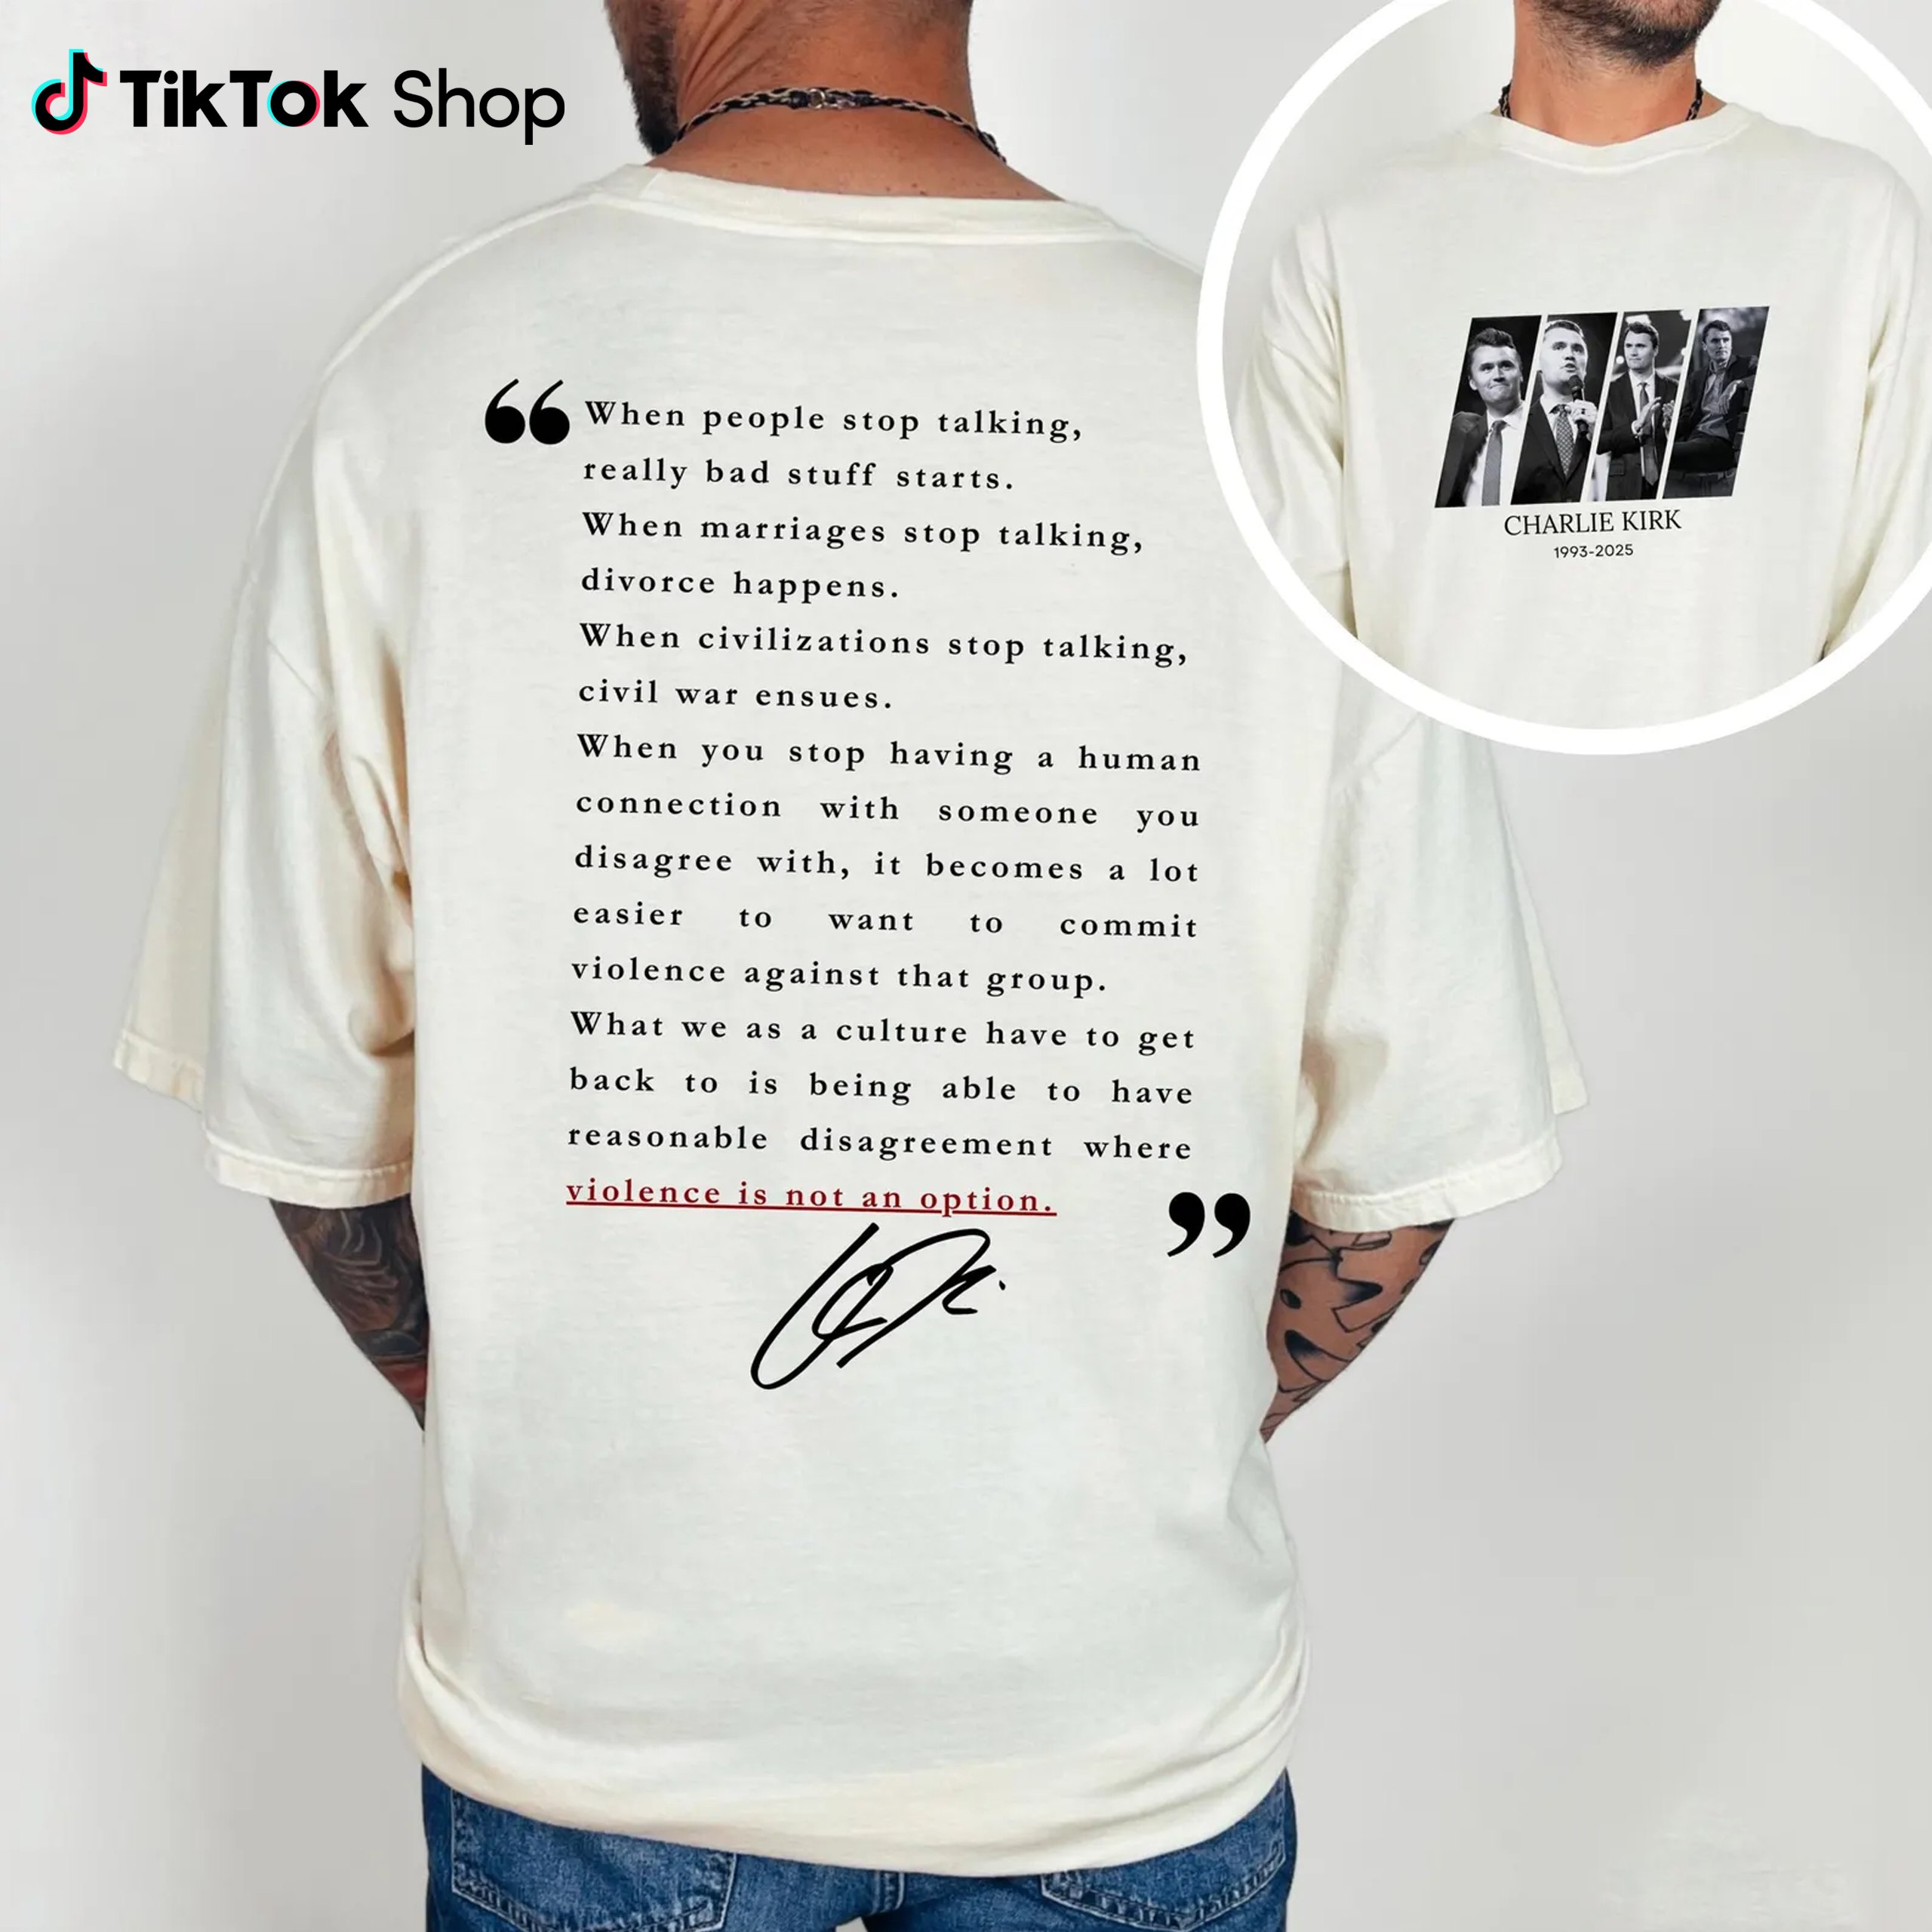 TikTok Shop
“ When people stop talking,
really bad stuff starts.
When marriages stop talking,
divorce happens.
When civilizations stop talking,
civil war ensues.
When you stop having a human
connection with someone you
disagree with, it becomes a lot
easier to want to commit
violence against that group.
What we as a culture have to get
back to is being able to have
reasonable disagreement where
violence is not an option. ”
CHARLIE KIRK
1993-2025